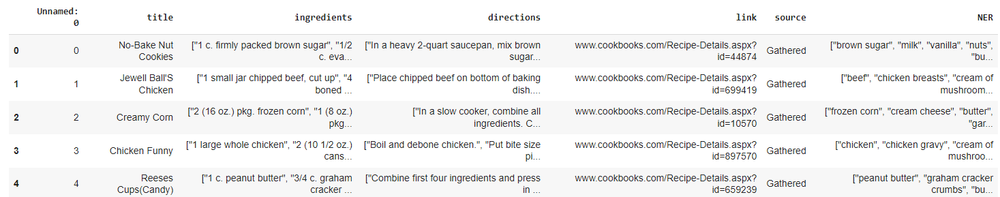 Unnamed: 0 title ingredients directions link source NER
0 0 No-Bake Nut Cookies ["1 c. firmly packed brown sugar", "1/2 c. eva... ["In a heavy 2-quart saucepan, mix brown sugar... www.cookbooks.com/Recipe-Details.aspx?id=44874 Gathered ["brown sugar", "milk", "vanilla", "nuts", "bu...
1 1 Jewell Ball'S Chicken ["1 small jar chipped beef, cut up", "4 boned ... ["Place chipped beef on bottom of baking dish.... www.cookbooks.com/Recipe-Details.aspx?id=699419 Gathered ["beef", "chicken breasts", "cream of mushroom...
2 2 Creamy Corn ["2 (16 oz.) pkg. frozen corn", "1 (8 oz.) pkg... ["In a slow cooker, combine all ingredients. C... www.cookbooks.com/Recipe-Details.aspx?id=10570 Gathered ["frozen corn", "cream cheese", "butter", "gar...
3 3 Chicken Funny ["1 large whole chicken", "2 (10 1/2 oz.) cans... ["Boil and debone chicken.", "Put bite size pi... www.cookbooks.com/Recipe-Details.aspx?id=897570 Gathered ["chicken", "chicken gravy", "cream of mushroo...
4 4 Reeses Cups(Candy) ["1 c. peanut butter", "3/4 c. graham cracker ... ["Combine first four ingredients and press in ... www.cookbooks.com/Recipe-Details.aspx?id=659239 Gathered ["peanut butter", "graham cracker crumbs", "bu...